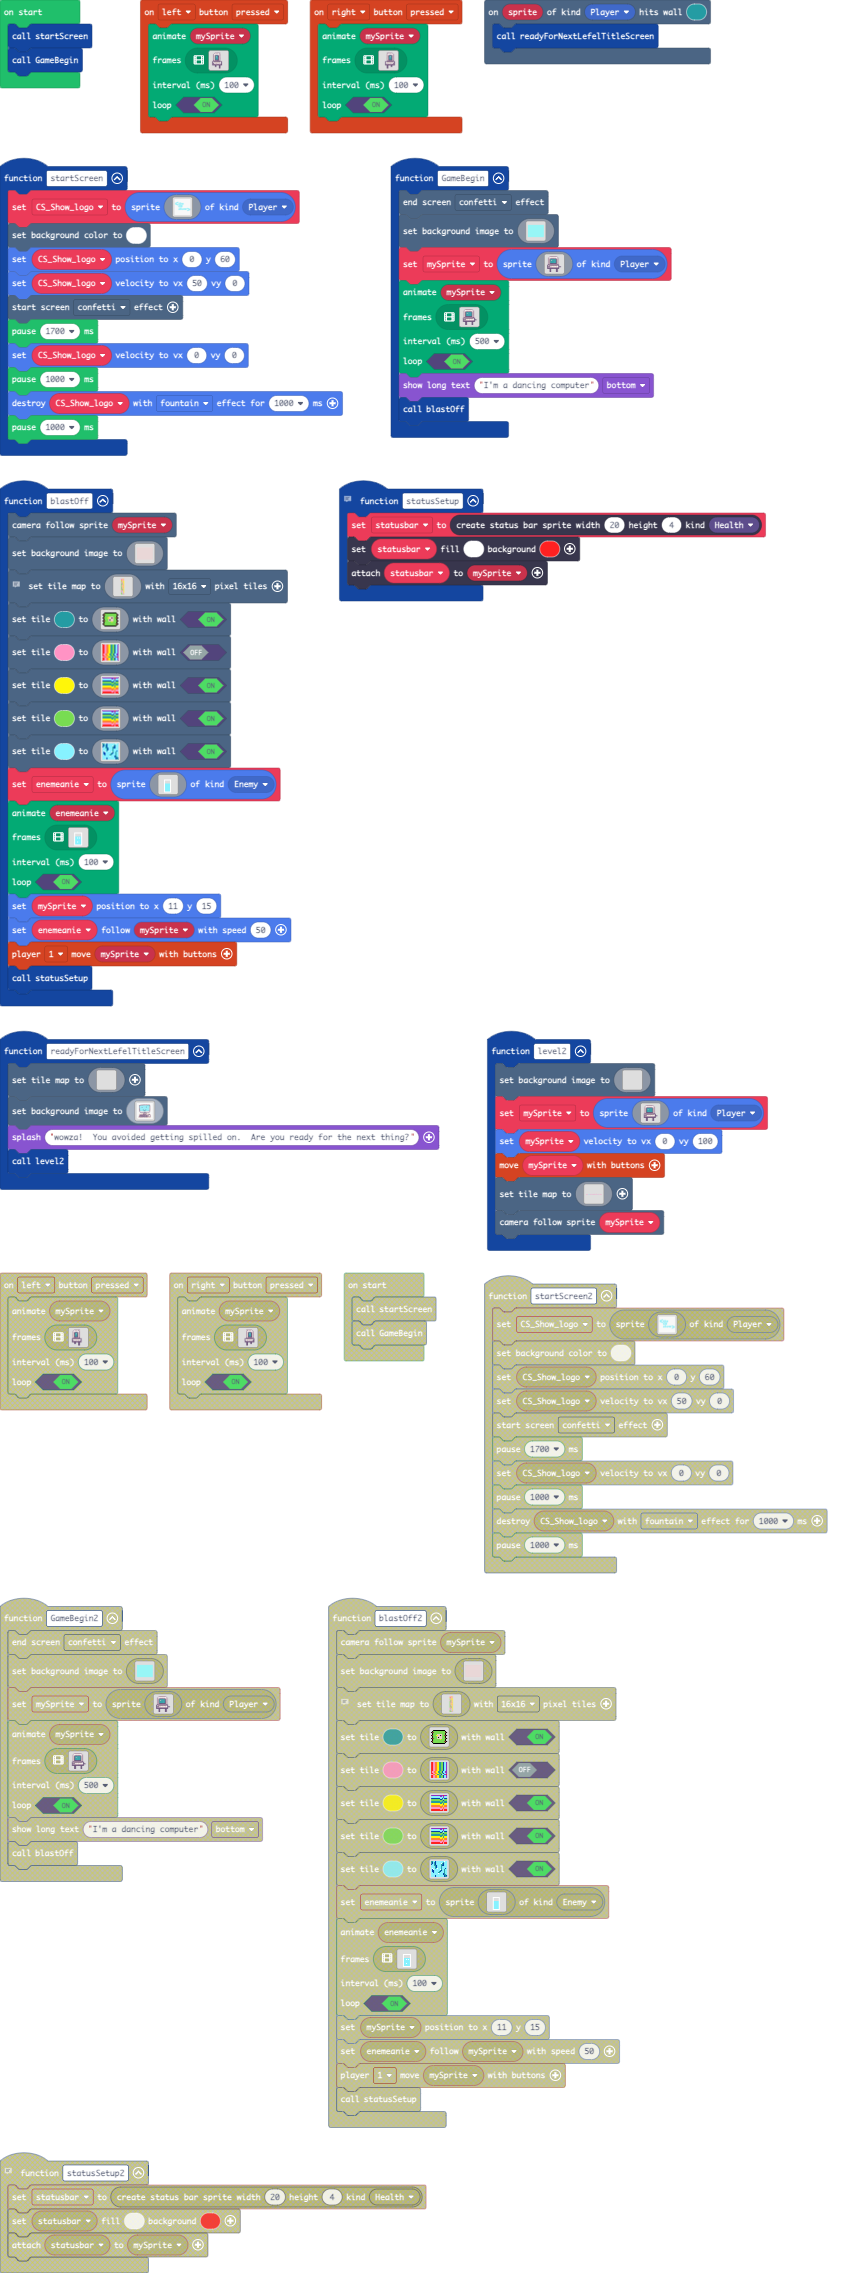 on start
call startScreen
call GameBegin
on left button pressed
animate mySprite
frames
interval (ms) 100
loop ON
on right button pressed
animate mySprite
frames
interval (ms) 100
loop ON
on sprite of kind Player hits wall
call readyForNextLefelTitleScreen
function startScreen
set CS_Show_logo to sprite of kind Player
set background color to
set CS_Show_logo position to x 0 y 60
set CS_Show_logo velocity to vx 50 vy 0
start screen confetti effect
pause 1700 ms
set CS_Show_logo velocity to vx 0 vy 0
pause 1000 ms
destroy CS_Show_logo with fountain effect for 1000 ms
pause 1000 ms
function GameBegin
end screen confetti effect
set background image to
set mySprite to sprite of kind Player
animate mySprite
frames
interval (ms) 500
loop ON
show long text "I'm a dancing computer" bottom
call blastOff
function blastOff
camera follow sprite mySprite
set background image to
set tile map to with 16x16 pixel tiles
set tile to with wall ON
set tile to with wall OFF
set tile to with wall ON
set tile to with wall ON
set tile to with wall ON
set enemeanie to sprite of kind Enemy
animate enemeanie
frames
interval (ms) 100
loop ON
set mySprite position to x 11 y 15
set enemeanie follow mySprite with speed 50
player 1 move mySprite with buttons
call statusSetup
function statusSetup
set statusbar to create status bar sprite width 20 height 4 kind Health
set statusbar fill background
attach statusbar to mySprite
function readyForNextLefelTitleScreen
set tile map to
set background image to
splash "wowza! You avoided getting spilled on. Are you ready for the next thing?"
call level2
function level2
set background image to
set mySprite to sprite of kind Player
set mySprite velocity to vx 0 vy 100
move mySprite with buttons
set tile map to
camera follow sprite mySprite
on left button pressed
animate mySprite
frames
interval (ms) 100
loop ON
on right button pressed
animate mySprite
frames
interval (ms) 100
loop ON
on start
call startScreen
call GameBegin
function startScreen2
set CS_Show_logo to sprite of kind Player
set background color to
set CS_Show_logo position to x 0 y 60
set CS_Show_logo velocity to vx 50 vy 0
start screen confetti effect
pause 1700 ms
set CS_Show_logo velocity to vx 0 vy 0
pause 1000 ms
destroy CS_Show_logo with fountain effect for 1000 ms
pause 1000 ms
function GameBegin2
end screen confetti effect
set background image to
set mySprite to sprite of kind Player
animate mySprite
frames
interval (ms) 500
loop ON
show long text "I'm a dancing computer" bottom
call blastOff
function blastOff2
camera follow sprite mySprite
set background image to
set tile map to with 16x16 pixel tiles
set tile to with wall ON
set tile to with wall OFF
set tile to with wall ON
set tile to with wall ON
set tile to with wall ON
set enemeanie to sprite of kind Enemy
animate enemeanie
frames
interval (ms) 100
loop ON
set mySprite position to x 11 y 15
set enemeanie follow mySprite with speed 50
player 1 move mySprite with buttons
call statusSetup
function statusSetup2
set statusbar to create status bar sprite width 20 height 4 kind Health
set statusbar fill background
attach statusbar to mySprite